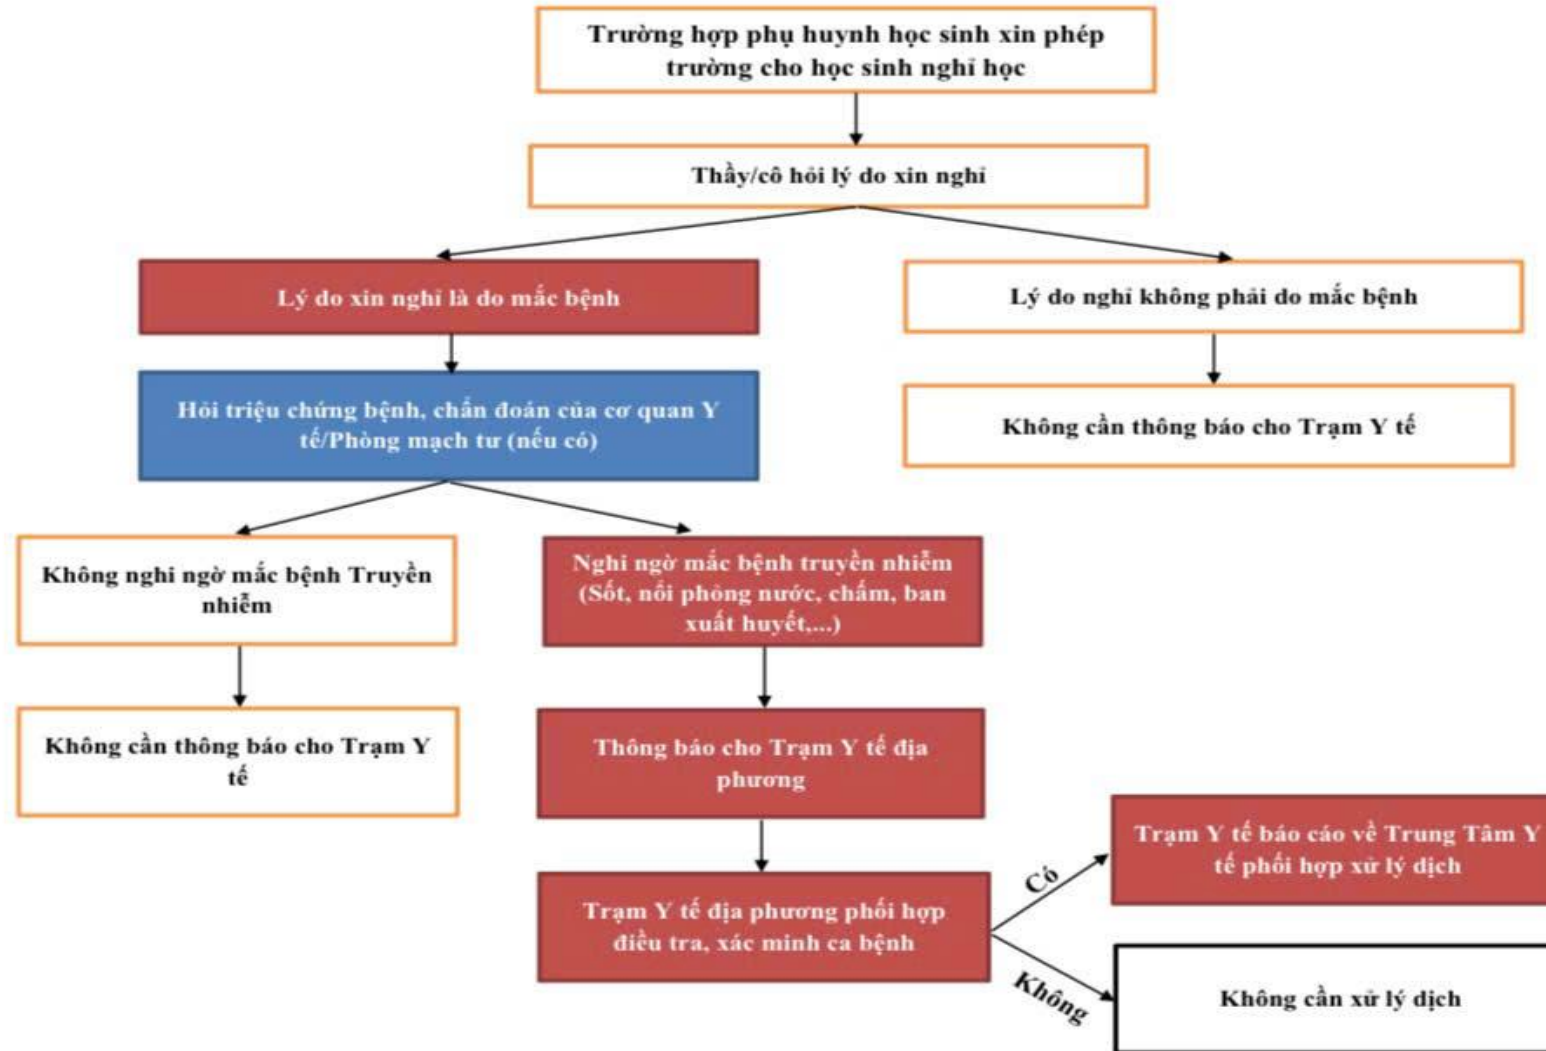 Trường hợp phụ huynh học sinh xin phép
trường cho học sinh nghỉ học
Thầy/cô hỏi lý do xin nghỉ
Lý do xin nghỉ là do mắc bệnh
Lý do nghỉ không phải do mắc bệnh
Hỏi triệu chứng bệnh, chẩn đoán của cơ quan Y
tế/Phòng mạch tư (nếu có)
Không cần thông báo cho Trạm Y tế
Không nghi ngờ mắc bệnh Truyền
nhiễm
Nghi ngờ mắc bệnh truyền nhiễm
(Sốt, nổi phỏng nước, chấm, ban
xuất huyết,...)
Không cần thông báo cho Trạm Y
tế
Thông báo cho Trạm Y tế địa
phương
Trạm Y tế địa phương phối hợp
điều tra, xác minh ca bệnh
Có
Trạm Y tế báo cáo về Trung Tâm Y
tế phối hợp xử lý dịch
Không
Không cần xử lý dịch